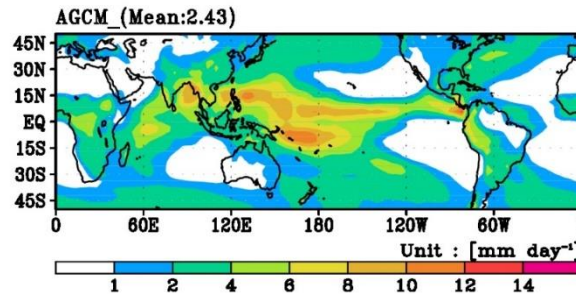 AGCM_(Mean:2.43)
45N
30N
15N
EQ
15S
30S
45S
0 60E 120E 180 120W 60W
Unit : [mm day⁻¹]
1 2 4 6 8 10 12 14